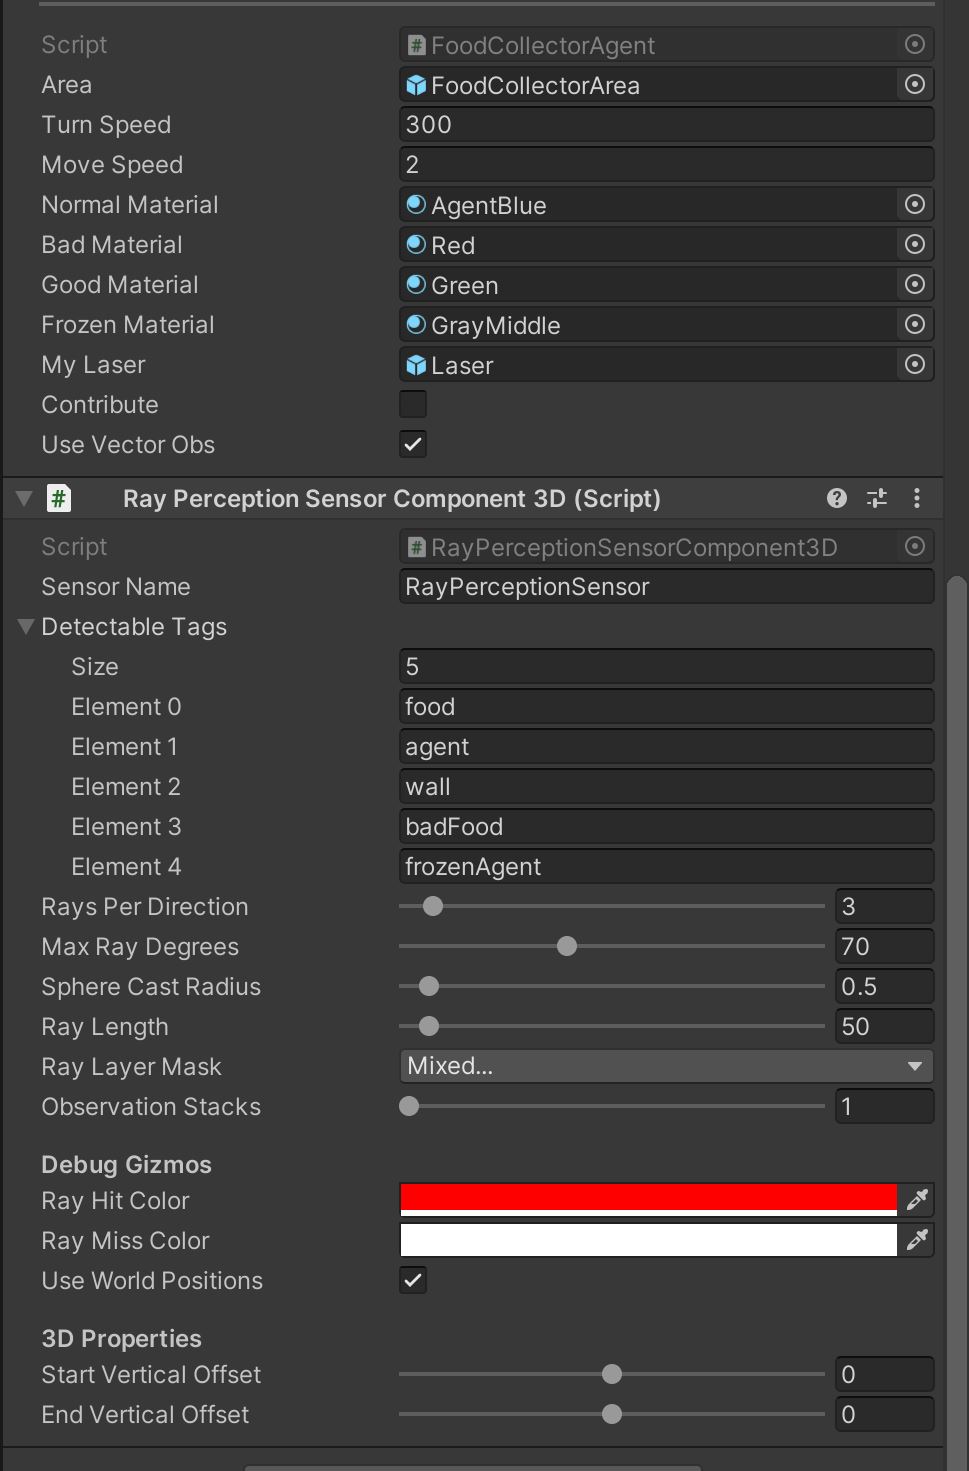 Script FoodCollectorAgent
Area FoodCollectorArea
Turn Speed 300
Move Speed 2
Normal Material AgentBlue
Bad Material Red
Good Material Green
Frozen Material GrayMiddle
My Laser Laser
Contribute
Use Vector Obs
# Ray Perception Sensor Component 3D (Script)
Script RayPerceptionSensorComponent3D
Sensor Name RayPerceptionSensor
Detectable Tags
Size 5
Element 0 food
Element 1 agent
Element 2 wall
Element 3 badFood
Element 4 frozenAgent
Rays Per Direction 3
Max Ray Degrees 70
Sphere Cast Radius 0.5
Ray Length 50
Ray Layer Mask Mixed...
Observation Stacks 1
Debug Gizmos
Ray Hit Color
Ray Miss Color
Use World Positions
3D Properties
Start Vertical Offset 0
End Vertical Offset 0